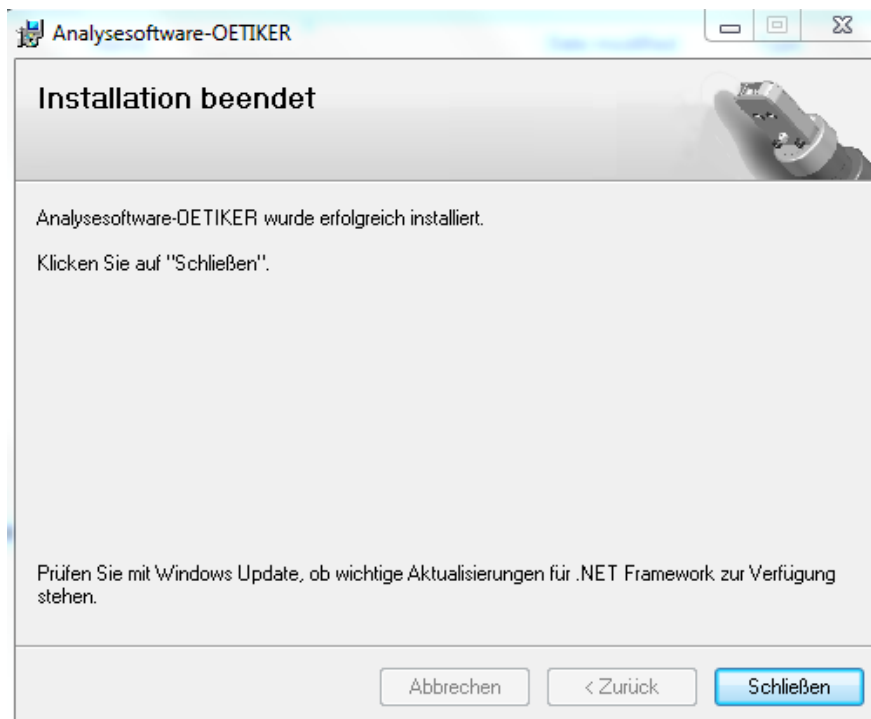 Analysesoftware-OETIKER
Installation beendet
Analysesoftware-OETIKER wurde erfolgreich installiert.
Klicken Sie auf "Schließen".
Prüfen Sie mit Windows Update, ob wichtige Aktualisierungen für .NET Framework zur Verfügung
stehen.
Abbrechen
< Zurück
Schließen